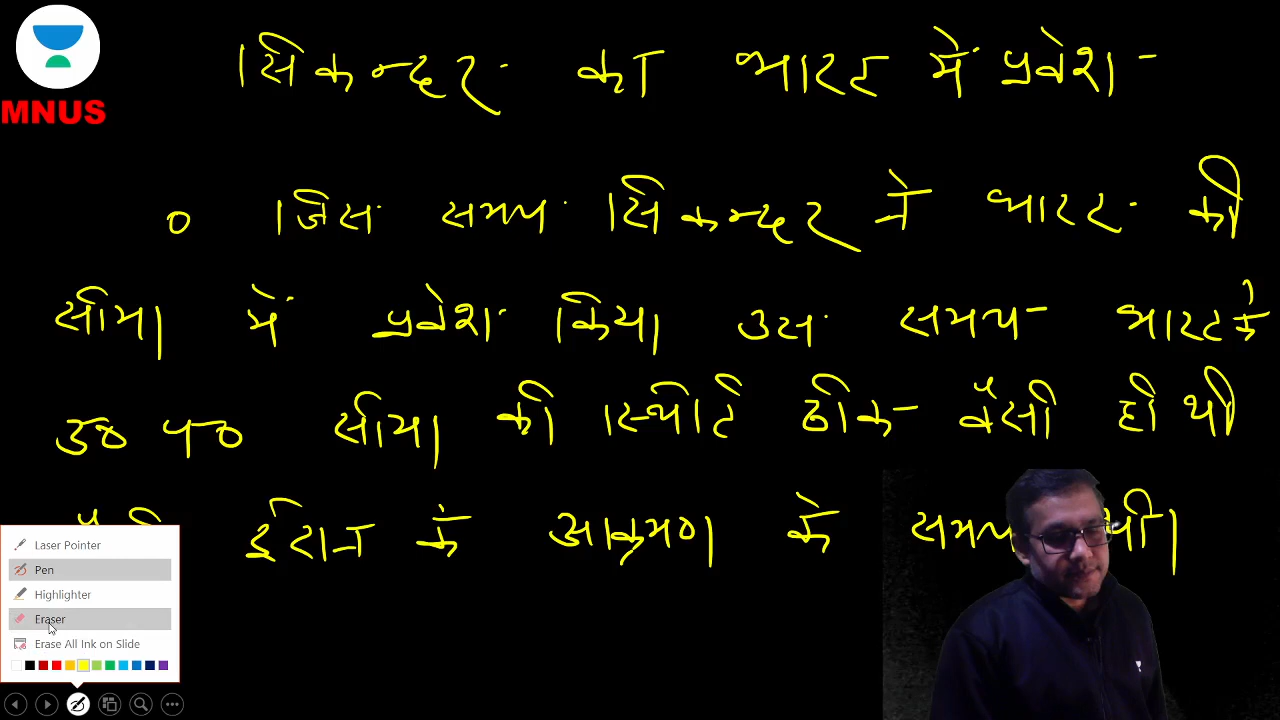 MNUS
सिकन्दर का भारत में प्रवेश -
० जिस समय सिकन्दर ने भारत की
सीमा में प्रवेश किया उस समय भारत के
उ० प० सीमा की स्थिति ठीक वैसी ही थी
ईरान के आक्रमण के समय थी।
Laser Pointer
Pen
Highlighter
Eraser
Erase All Ink on Slide